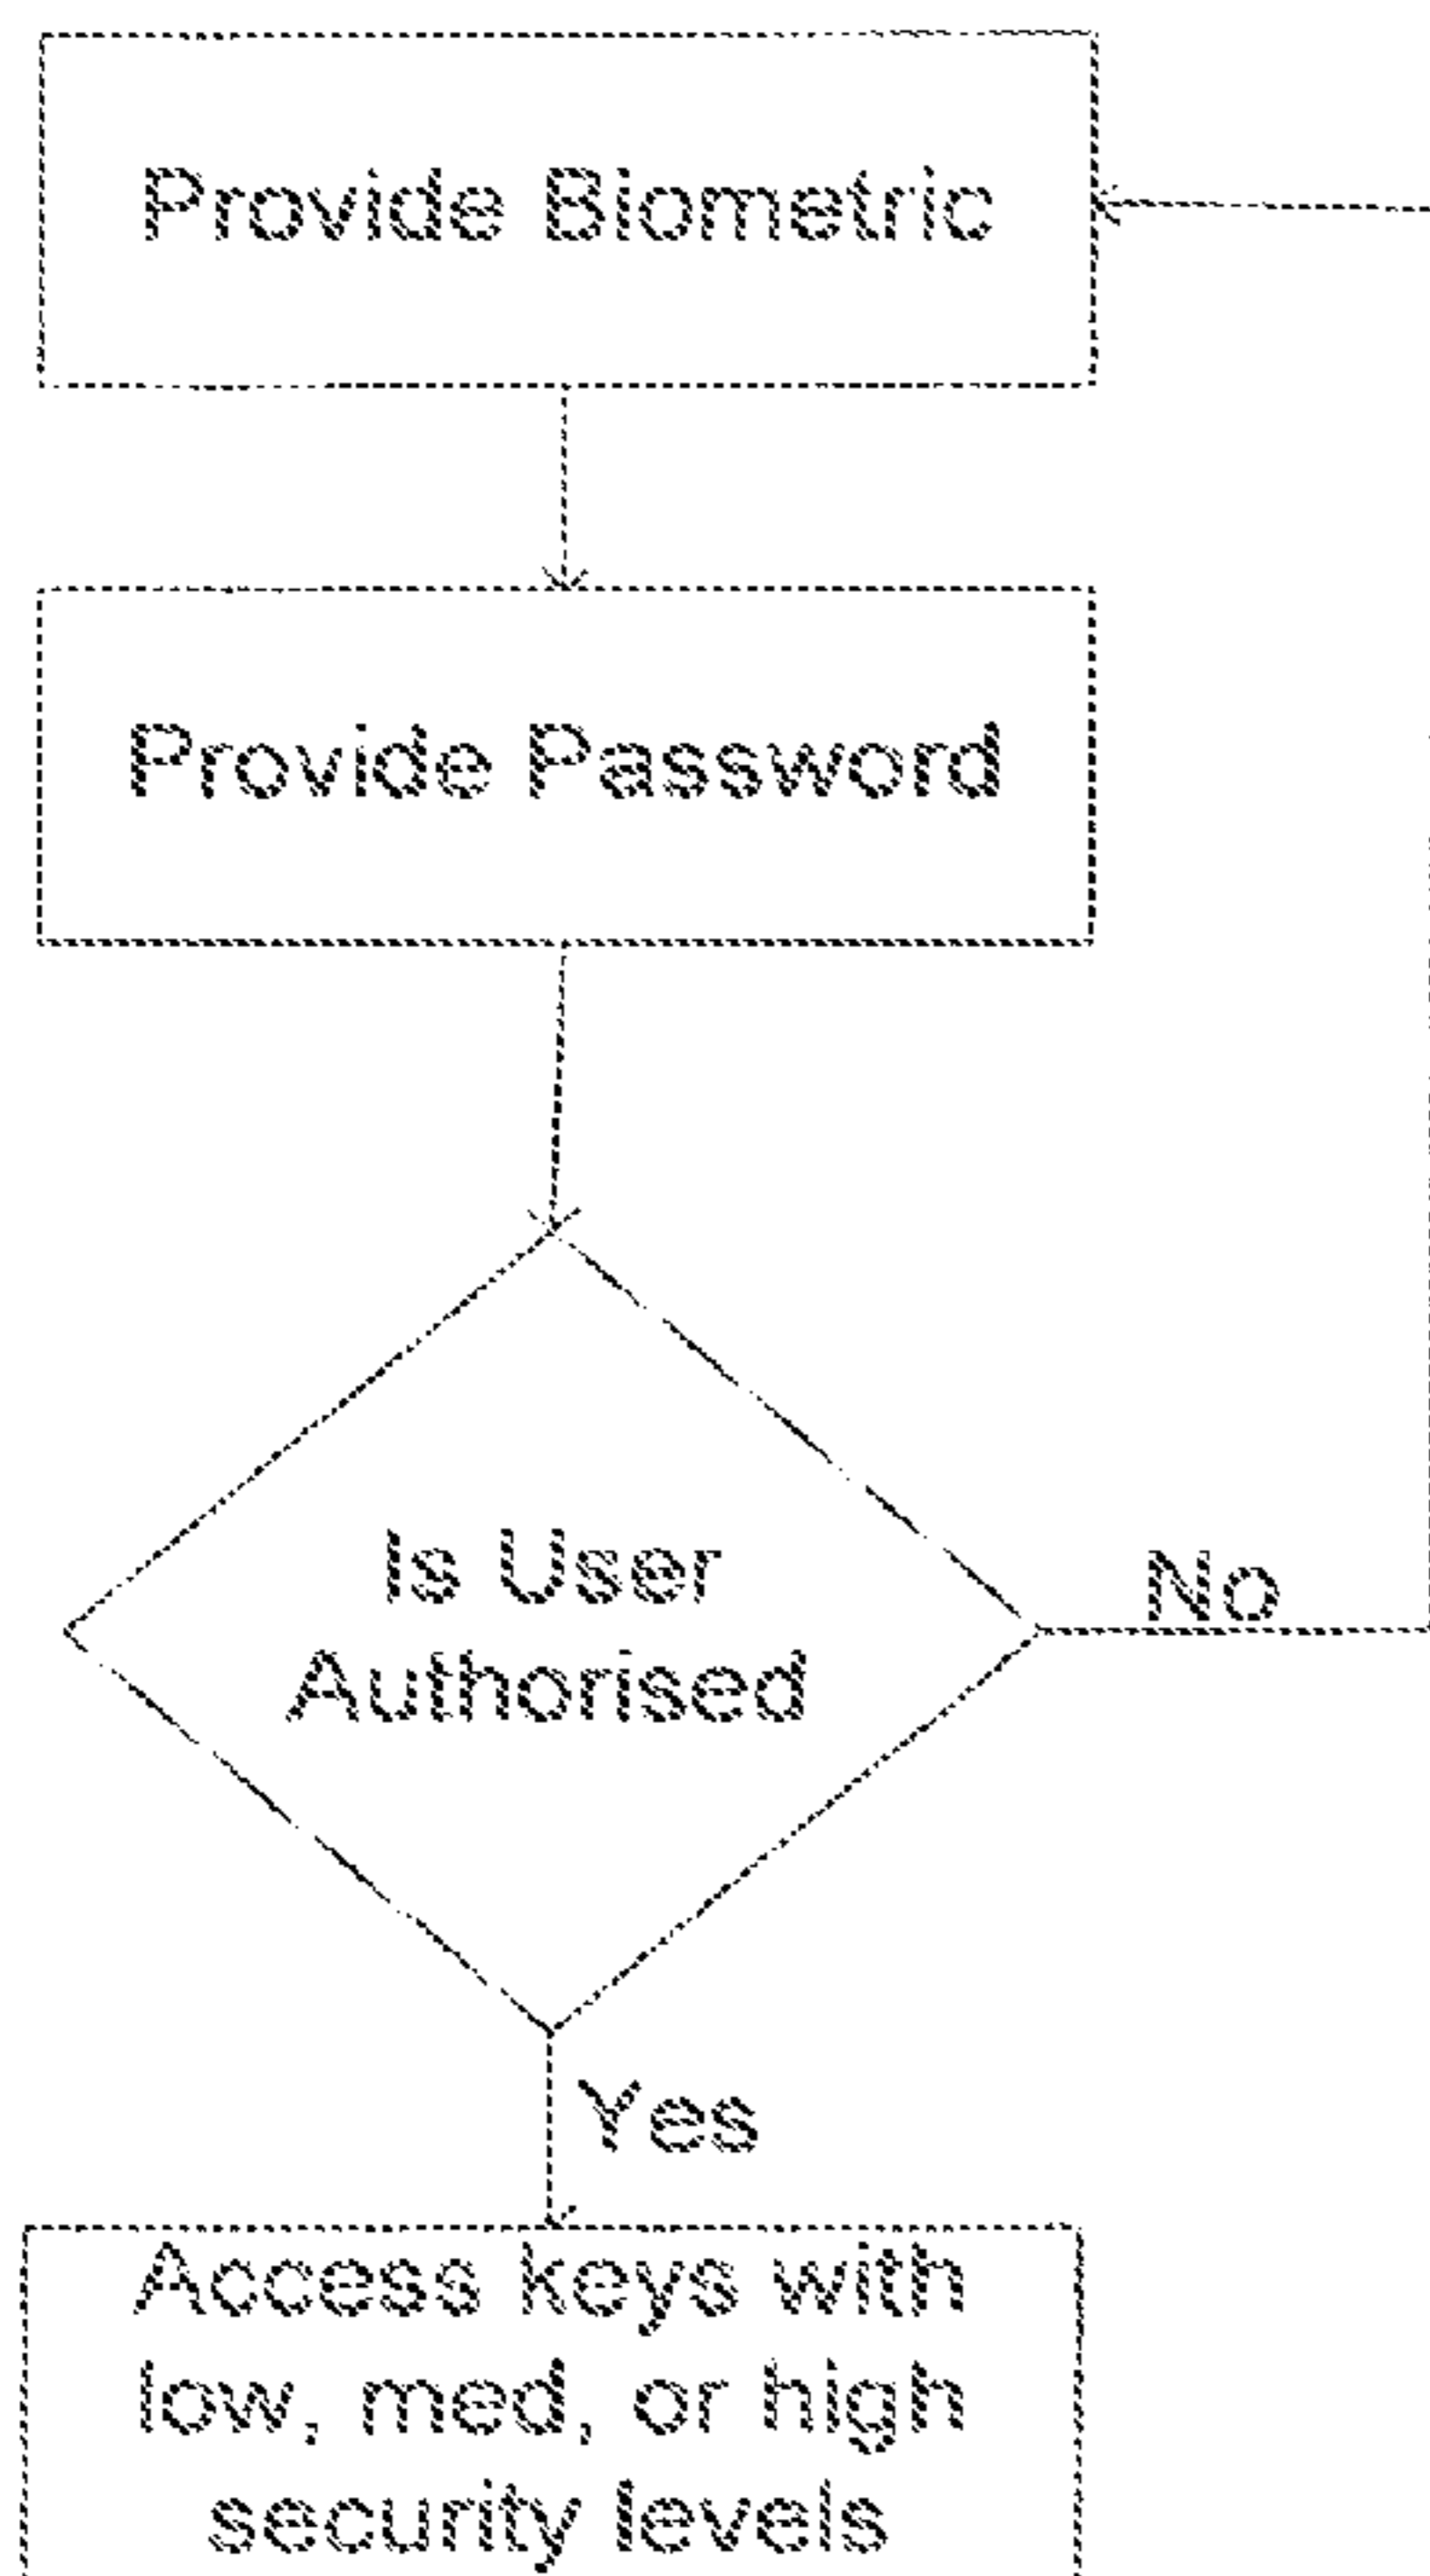 Provide Biometric
Provide Password
Is User
Authorised
No
Yes
Access keys with
low, med, or high
security levels